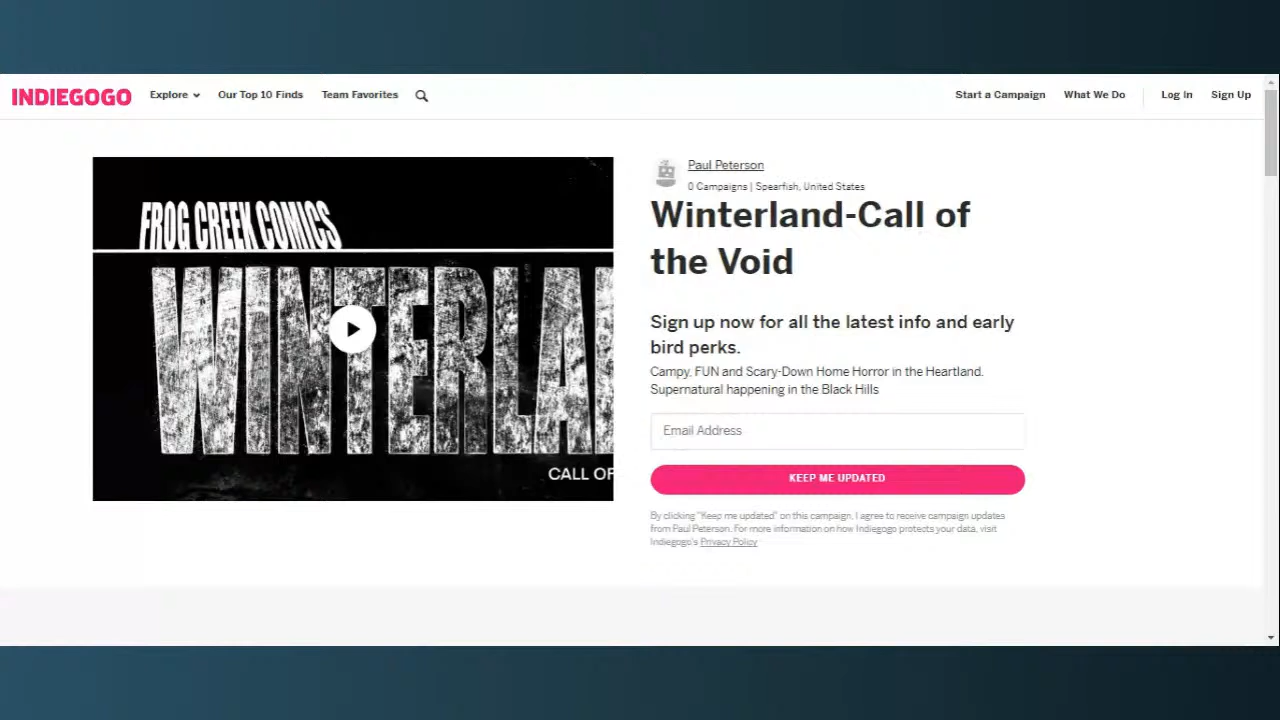 INDIEGOGO Explore Our Top 10 Finds Team Favorites Start a Campaign What We Do Log In Sign Up
FROG CREEK COMICS
WINTERLA
CALL OF
Paul Peterson
0 Campaigns | Spearfish, United States
Winterland-Call of
the Void
Sign up now for all the latest info and early
bird perks.
Campy, FUN and Scary-Down Home Horror in the Heartland.
Supernatural happening in the Black Hills
Email Address
KEEP ME UPDATED
By clicking "Keep me updated" on this campaign, I agree to receive campaign updates
from Paul Peterson. For more information on how Indiegogo protects your data, visit
Indiegogo's Privacy Policy